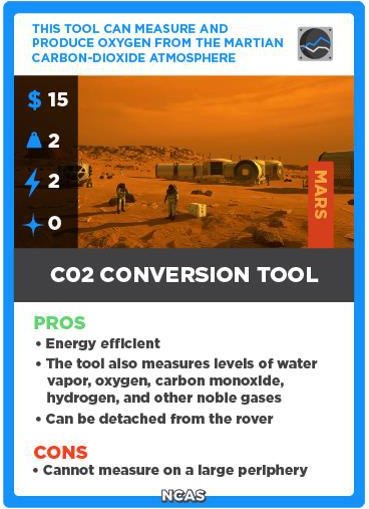 THIS TOOL CAN MEASURE AND
PRODUCE OXYGEN FROM THE MARTIAN
CARBON-DIOXIDE ATMOSPHERE
$ 15
2
2
0
MARS
C02 CONVERSION TOOL
PROS
• Energy efficient
• The tool also measures levels of water
vapor, oxygen, carbon monoxide,
hydrogen, and other noble gases
• Can be detached from the rover
CONS
• Cannot measure on a large periphery
NCAS